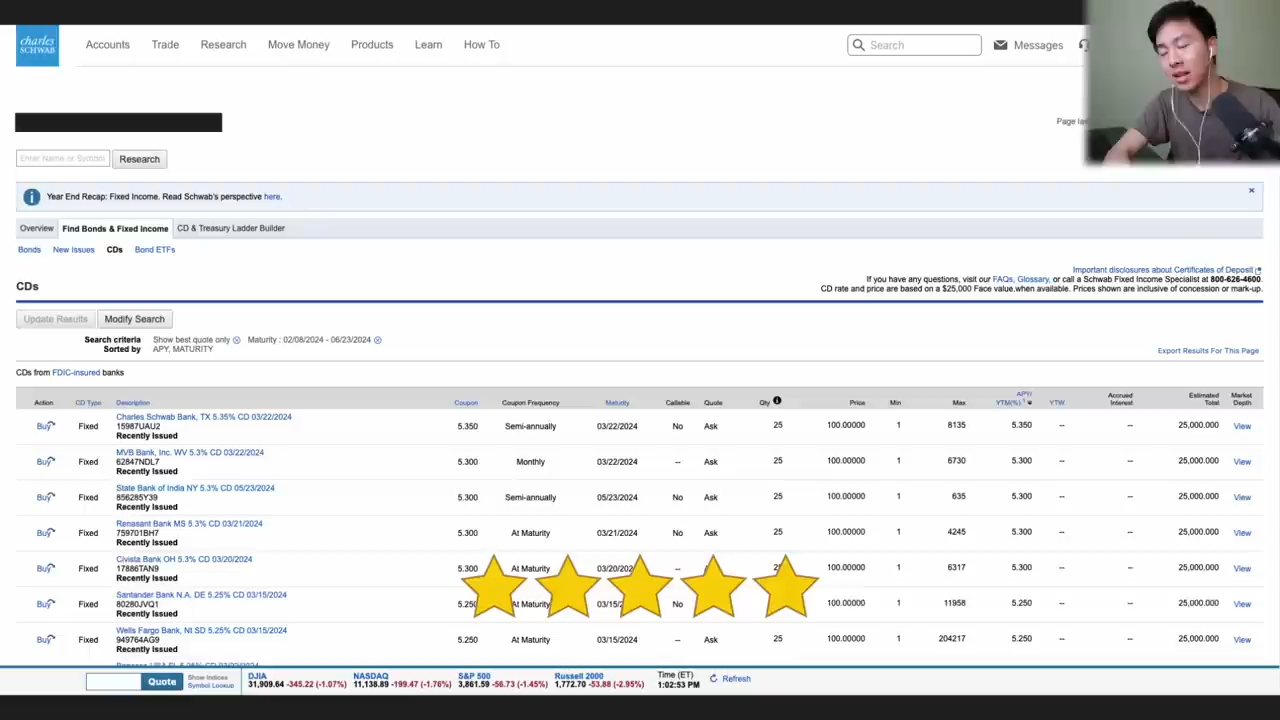 charles SCHWAB
Accounts Trade Research Move Money Products Learn How To Search Messages
Page
Enter Name or Symbol Research
Year End Recap: Fixed Income. Read Schwab's perspective here.
Overview Find Bonds & Fixed Income CD & Treasury Ladder Builder
Bonds New Issues CDs Bond ETFs
Important disclosures about Certificates of Deposit
If you have any questions, visit our FAQs, Glossary, or call a Schwab Fixed Income Specialist at 800-626-4600.
CD rate and price are based on a $25,000 Face value,when available. Prices shown are inclusive of concession or mark-up.
CDs
Update Results Modify Search
Search criteria Show best quote only Maturity : 02/08/2024 - 06/23/2024
Sorted by APY, MATURITY
Export Results For This Page
CDs from FDIC-insured banks
Action CD Type Description Coupon Coupon Frequency Maturity Callable Quote Qty Price Min Max APY/ YTM(%) 1 YTW Accrued Interest Estimated Total Market Depth
Charles Schwab Bank, TX 5.35% CD 03/22/2024
Buy Fixed 15987UAU2 5.350 Semi-annually 03/22/2024 No Ask 25 100.00000 1 8135 5.350 -- -- 25,000.000 View
Recently Issued
MVB Bank, Inc. WV 5.3% CD 03/22/2024
Buy Fixed 62847NDL7 5.300 Monthly 03/22/2024 -- Ask 25 100.00000 1 6730 5.300 -- -- 25,000.000 View
Recently Issued
State Bank of India NY 5.3% CD 05/23/2024
Buy Fixed 856285Y39 5.300 Semi-annually 05/23/2024 No Ask 25 100.00000 1 635 5.300 -- -- 25,000.000 View
Recently Issued
Renasant Bank MS 5.3% CD 03/21/2024
Buy Fixed 759701BH7 5.300 At Maturity 03/21/2024 No Ask 25 100.00000 1 4245 5.300 -- -- 25,000.000 View
Recently Issued
Civista Bank OH 5.3% CD 03/20/2024
Buy Fixed 17886TAN9 5.300 At Maturity -- 100.00000 1 6317 5.300 -- -- 25,000.000 View
Recently Issued
Santander Bank N.A. DE 5.25% CD 03/15/2024
Buy Fixed 80280JVQ1 At Maturity No 100.00000 1 11958 5.250 -- -- 25,000.000 View
Recently Issued
Wells Fargo Bank, Nt SD 5.25% CD 03/15/2024
Buy Fixed 949764AG9 5.250 At Maturity 03/15/2024 -- Ask 25 100.00000 1 204217 5.250 -- -- 25,000.000 View
Recently Issued
Quote Show Indices Symbol Lookup
DJIA NASDAQ S&P 500 Russell 2000 Time (ET) Refresh
31,909.64 -345.22 (-1.07%) 11,138.89 -199.47 (-1.76%) 3,861.59 -56.73 (-1.45%) 1,772.70 -53.88 (-2.95%) 1:02:53 PM